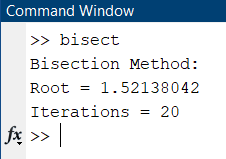 Command Window
>> bisect
Bisection Method:
Root = 1.52138042
Iterations = 20
fx >>